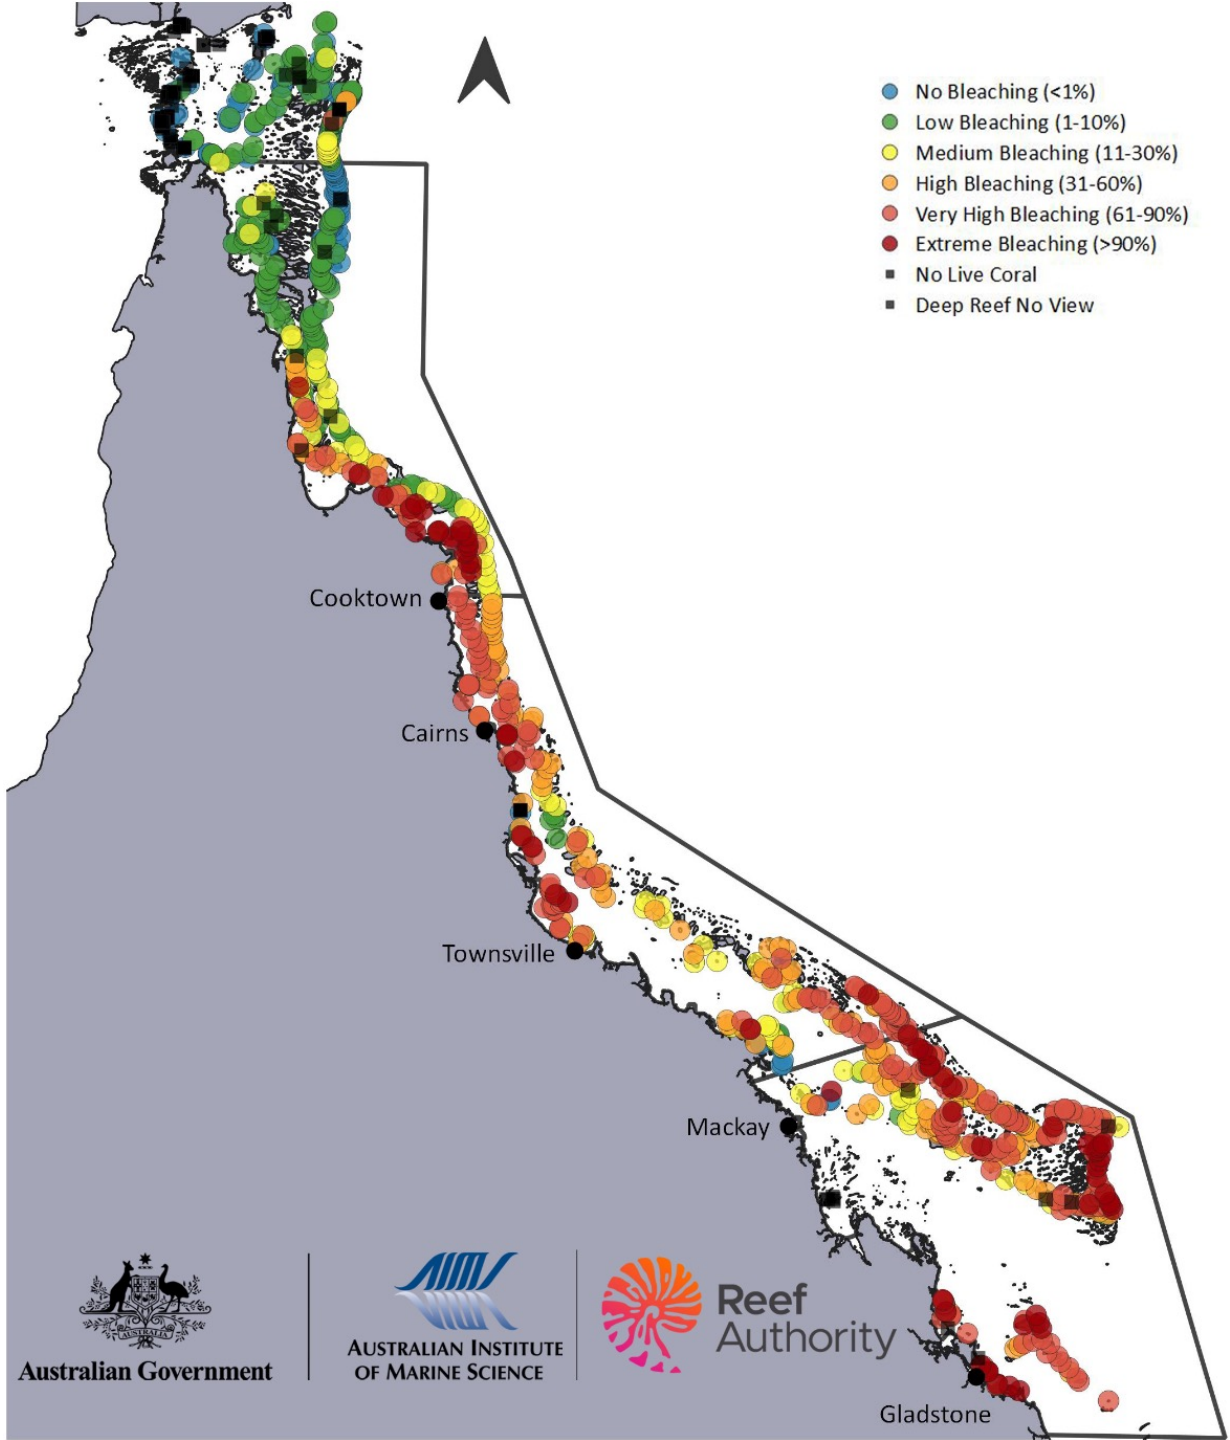 No Bleaching (<1%)
Low Bleaching (1-10%)
Medium Bleaching (11-30%)
High Bleaching (31-60%)
Very High Bleaching (61-90%)
Extreme Bleaching (>90%)
No Live Coral
Deep Reef No View
Cooktown
Cairns
Townsville
Mackay
Gladstone
AUSTRALIA
Australian Government
AIMS
AUSTRALIAN INSTITUTE
OF MARINE SCIENCE
Reef
Authority